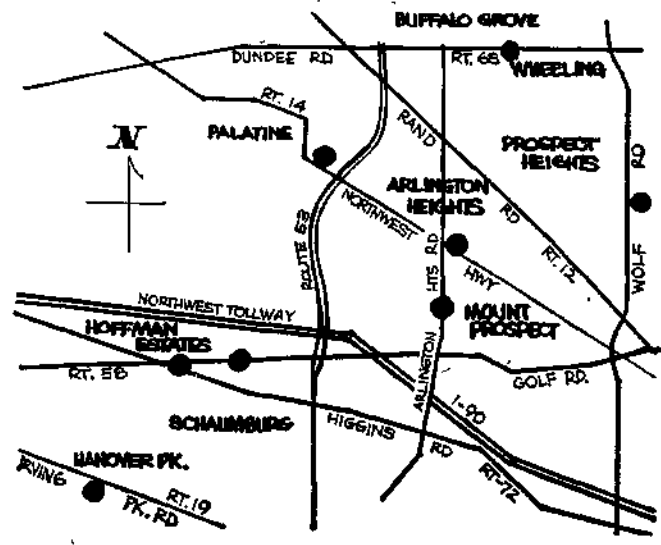 BUFFALO GROVE
DUNDEE RD
RT. 68
WHEELING
RT. 14
RAND
RD
RT. 12
PALATINE
N
PROSPECT
HEIGHTS
WOLF
RD
ARLINGTON
HEIGHTS
NORTHWEST
HWY
ROUTE 53
ARLINGTON
HTS RD
NORTHWEST TOLLWAY
MOUNT
PROSPECT
HOFFMAN
ESTATES
RT. 58
GOLF RD.
I-90
SCHAUMBURG
HIGGINS
RD
RT-72
HANOVER PK.
IRVING
PK. RD
RT. 19